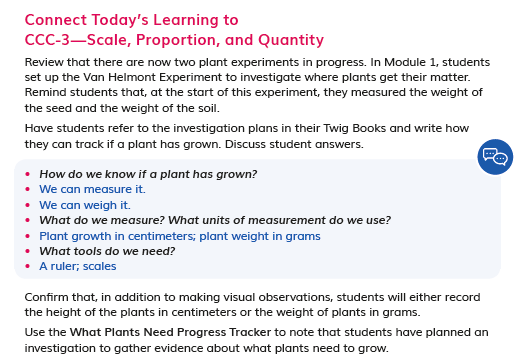 Connect Today's Learning to
CCC-3—Scale, Proportion, and Quantity
Review that there are now two plant experiments in progress. In Module 1, students
set up the Van Helmont Experiment to investigate where plants get their matter.
Remind students that, at the start of this experiment, they measured the weight of
the seed and the weight of the soil.
Have students refer to the investigation plans in their Twig Books and write how
they can track if a plant has grown. Discuss student answers.
• How do we know if a plant has grown?
• We can measure it.
• We can weigh it.
• What do we measure? What units of measurement do we use?
• Plant growth in centimeters; plant weight in grams
• What tools do we need?
• A ruler; scales
Confirm that, in addition to making visual observations, students will either record
the height of the plants in centimeters or the weight of plants in grams.
Use the What Plants Need Progress Tracker to note that students have planned an
investigation to gather evidence about what plants need to grow.